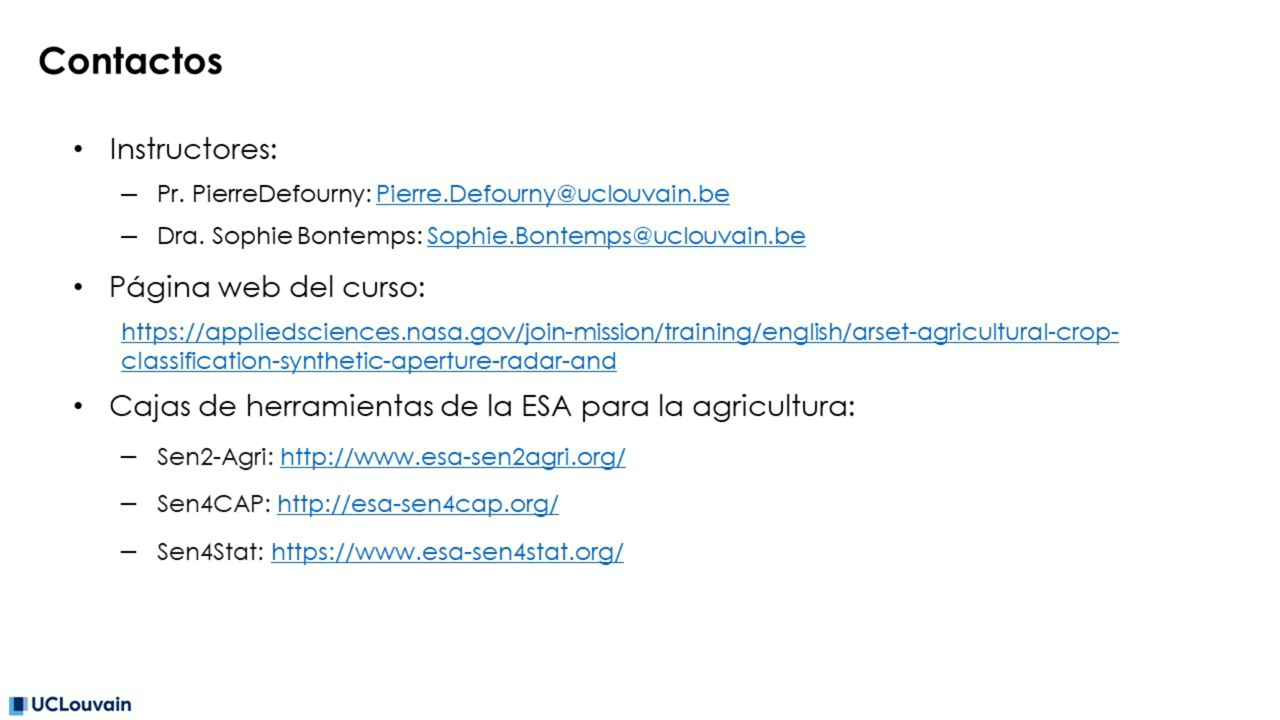 Contactos
• Instructores:
– Pr. PierreDefourny: Pierre.Defourny@uclouvain.be
– Dra. Sophie Bontemps: Sophie.Bontemps@uclouvain.be
• Página web del curso:
https://appliedsciences.nasa.gov/join-mission/training/english/arset-agricultural-crop-
classification-synthetic-aperture-radar-and
• Cajas de herramientas de la ESA para la agricultura:
– Sen2-Agri: http://www.esa-sen2agri.org/
– Sen4CAP: http://esa-sen4cap.org/
– Sen4Stat: https://www.esa-sen4stat.org/
UCLouvain